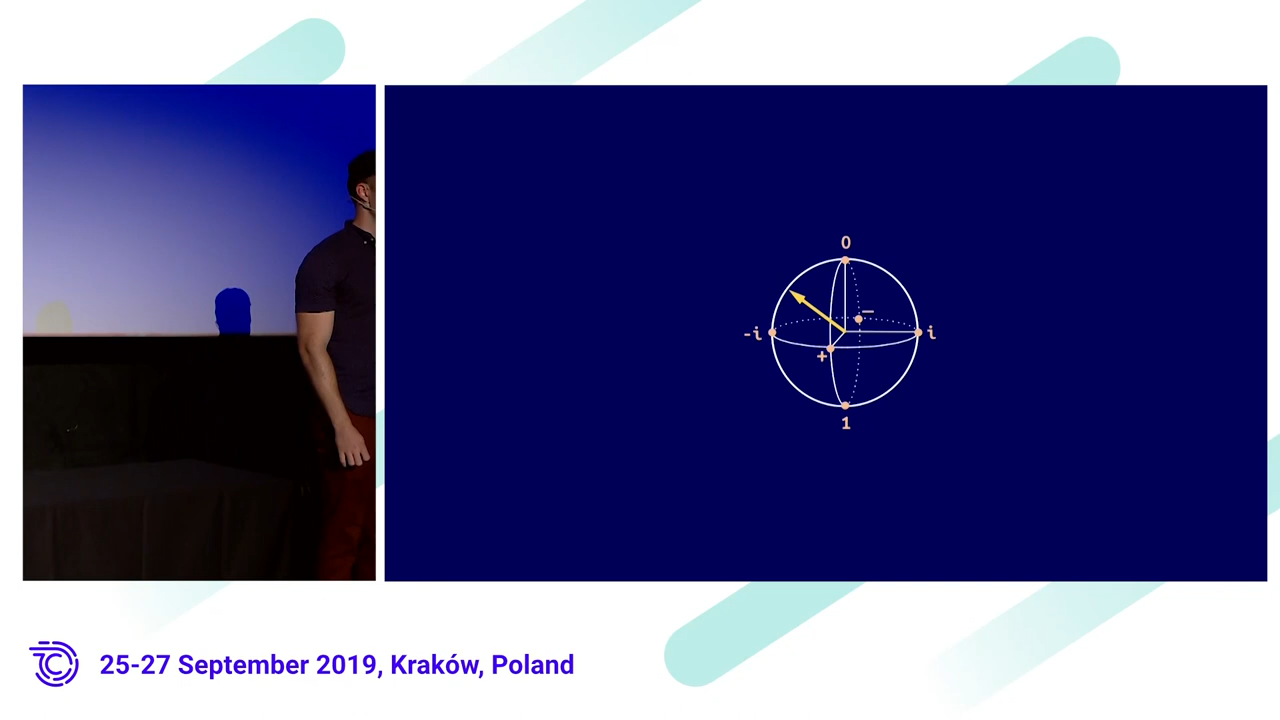 0
−
-i
i
+
1
25-27 September 2019, Kraków, Poland